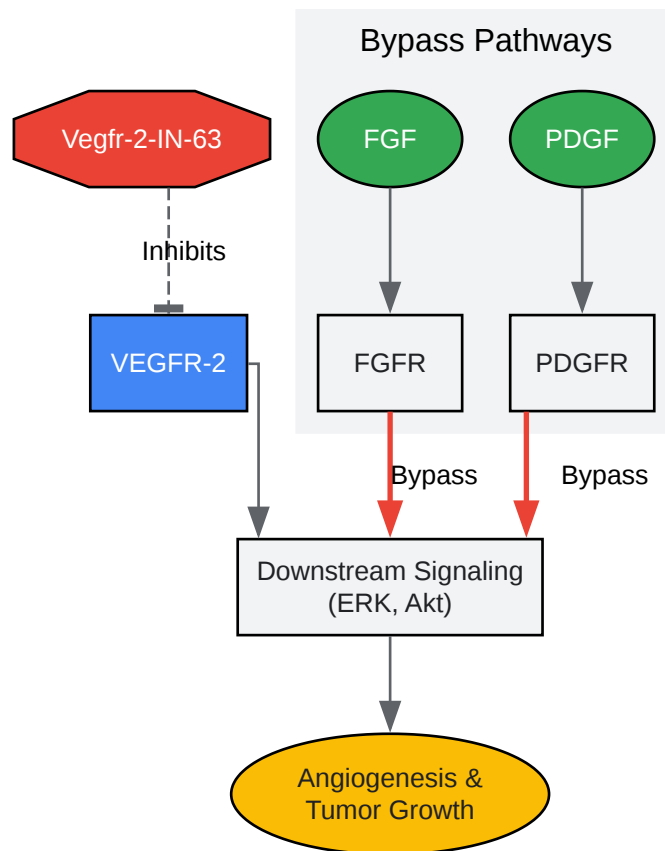 Bypass Pathways
Vegfr-2-IN-63
FGF
PDGF
Inhibits
VEGFR-2
FGFR
PDGFR
Bypass
Bypass
Downstream Signaling
(ERK, Akt)
Angiogenesis &
Tumor Growth